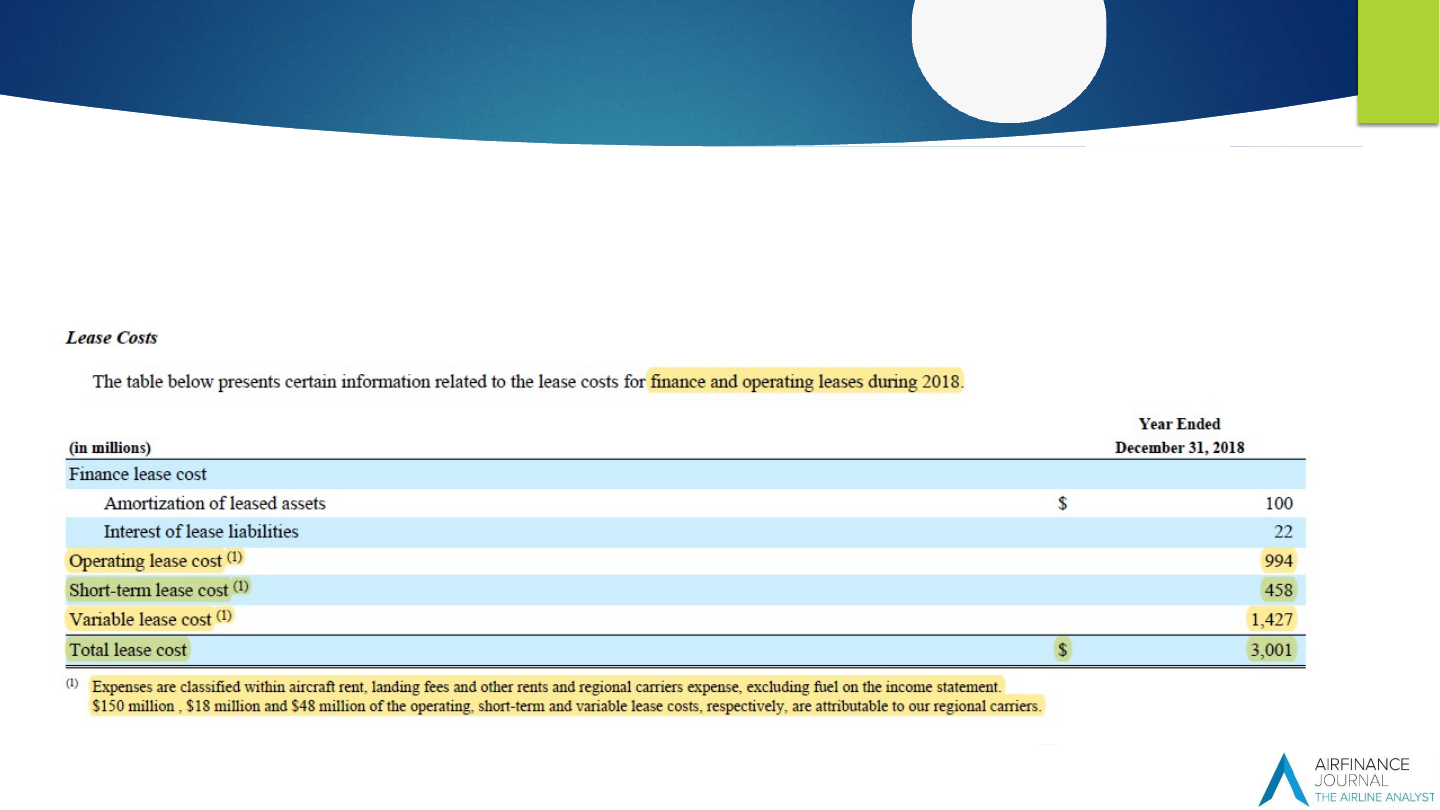 Lease Costs
The table below presents certain information related to the lease costs for finance and operating leases during 2018.
Year Ended
(in millions) December 31, 2018
Finance lease cost
Amortization of leased assets $ 100
Interest of lease liabilities 22
Operating lease cost (1) 994
Short-term lease cost (1) 458
Variable lease cost (1) 1,427
Total lease cost $ 3,001
(1) Expenses are classified within aircraft rent, landing fees and other rents and regional carriers expense, excluding fuel on the income statement.
$150 million , $18 million and $48 million of the operating, short-term and variable lease costs, respectively, are attributable to our regional carriers.
AIRFINANCE
JOURNAL
THE AIRLINE ANALYST